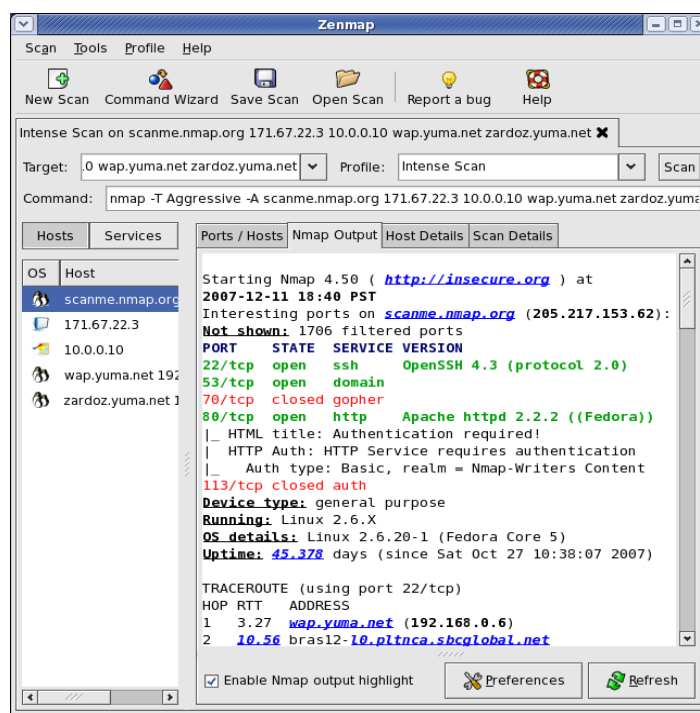 Zenmap
Scan Tools Profile Help
New Scan Command Wizard Save Scan Open Scan Report a bug Help
Intense Scan on scanme.nmap.org 171.67.22.3 10.0.0.10 wap.yuma.net zardoz.yuma.net
Target: .0 wap.yuma.net zardoz.yuma.net Profile: Intense Scan Scan
Command: nmap -T Aggressive -A scanme.nmap.org 171.67.22.3 10.0.0.10 wap.yuma.net zardoz.yuma
Hosts Services
OS Host
scanme.nmap.org
171.67.22.3
10.0.0.10
wap.yuma.net 192
zardoz.yuma.net 1
Ports / Hosts Nmap Output Host Details Scan Details
Starting Nmap 4.50 ( http://insecure.org ) at
2007-12-11 18:40 PST
Interesting ports on scanme.nmap.org (205.217.153.62):
Not shown: 1706 filtered ports
PORT STATE SERVICE VERSION
22/tcp open ssh OpenSSH 4.3 (protocol 2.0)
53/tcp open domain
70/tcp closed gopher
80/tcp open http Apache httpd 2.2.2 ((Fedora))
|_ HTML title: Authentication required!
| HTTP Auth: HTTP Service requires authentication
|_ Auth type: Basic, realm = Nmap-Writers Content
113/tcp closed auth
Device type: general purpose
Running: Linux 2.6.X
OS details: Linux 2.6.20-1 (Fedora Core 5)
Uptime: 45.378 days (since Sat Oct 27 10:38:07 2007)
TRACEROUTE (using port 22/tcp)
HOP RTT ADDRESS
1 3.27 wap.yuma.net (192.168.0.6)
2 10.56 bras12-l0.pltnca.sbcglobal.net
Enable Nmap output highlight Preferences Refresh